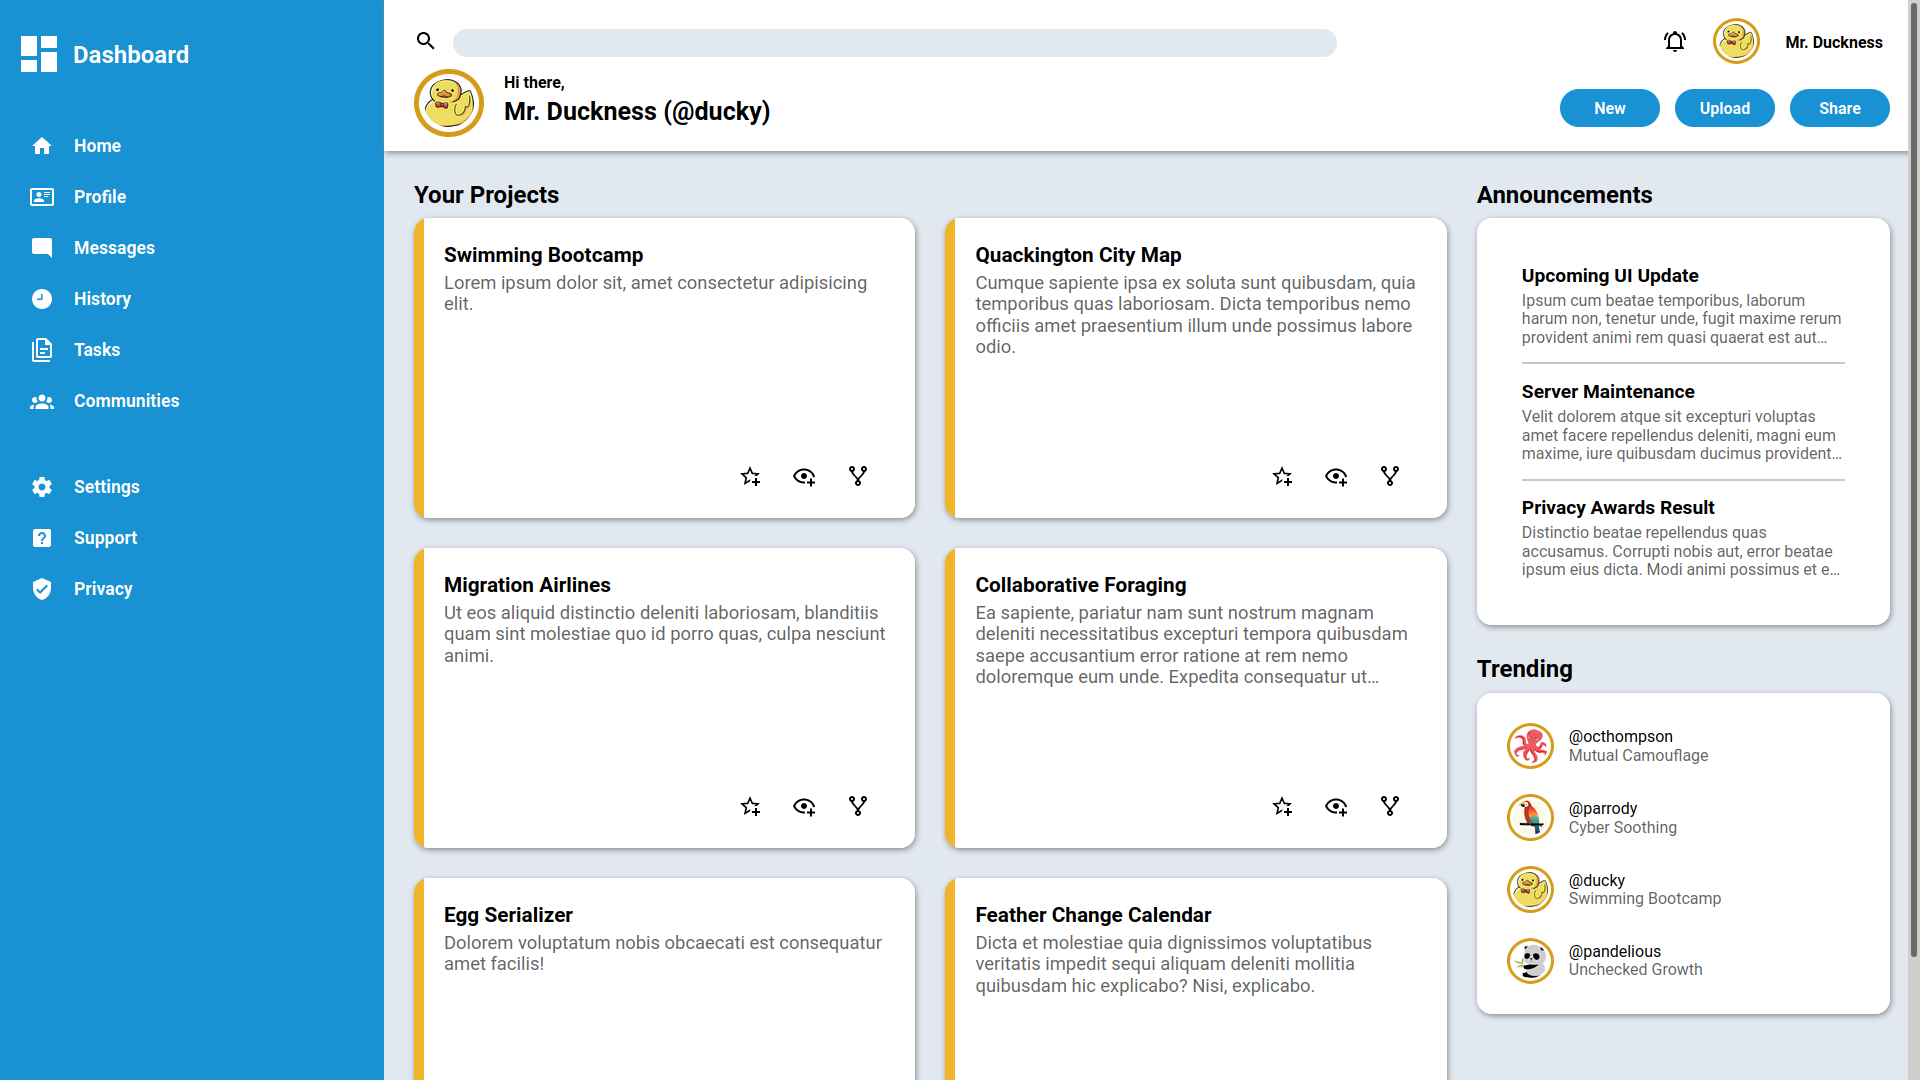 Dashboard
Home
Profile
Messages
History
Tasks
Communities
Settings
Support
Privacy
Mr. Duckness
Hi there,
Mr. Duckness (@ducky)
New
Upload
Share
Your Projects
Swimming Bootcamp
Lorem ipsum dolor sit, amet consectetur adipisicing
elit.
Quackington City Map
Cumque sapiente ipsa ex soluta sunt quibusdam, quia
temporibus quas laboriosam. Dicta temporibus nemo
officiis amet praesentium illum unde possimus labore
odio.
Migration Airlines
Ut eos aliquid distinctio deleniti laboriosam, blanditiis
quam sint molestiae quo id porro quas, culpa nesciunt
animi.
Collaborative Foraging
Ea sapiente, pariatur nam sunt nostrum magnam
deleniti necessitatibus excepturi tempora quibusdam
saepe accusantium error ratione at rem nemo
doloremque eum unde. Expedita consequatur ut...
Egg Serializer
Dolorem voluptatum nobis obcaecati est consequatur
amet facilis!
Feather Change Calendar
Dicta et molestiae quia dignissimos voluptatibus
veritatis impedit sequi aliquam deleniti mollitia
quibusdam hic explicabo? Nisi, explicabo.
Announcements
Upcoming UI Update
Ipsum cum beatae temporibus, laborum
harum non, tenetur unde, fugit maxime rerum
provident animi rem quasi quaerat est aut...
Server Maintenance
Velit dolorem atque sit excepturi voluptas
amet facere repellendus deleniti, magni eum
maxime, iure quibusdam ducimus provident...
Privacy Awards Result
Distinctio beatae repellendus quas
accusamus. Corrupti nobis aut, error beatae
ipsum eius dicta. Modi animi possimus et e...
Trending
@octhompson
Mutual Camouflage
@parrody
Cyber Soothing
@ducky
Swimming Bootcamp
@pandelious
Unchecked Growth